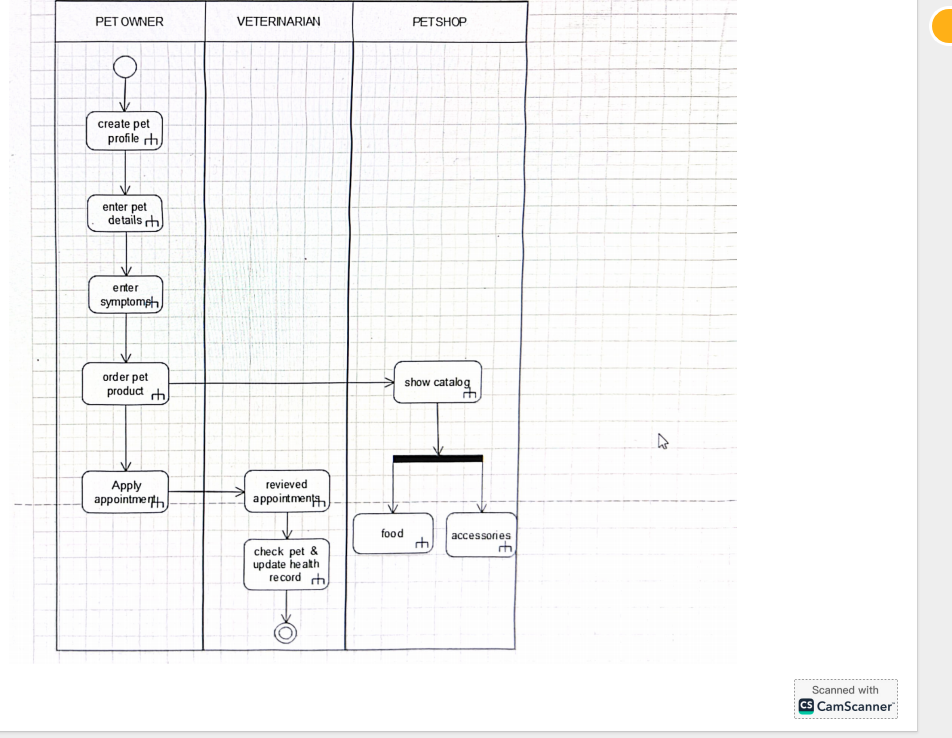 PET OWNER
VETERINARIAN
PETSHOP
create pet
profile
enter pet
details
enter
symptoms
order pet
product
show catalog
Apply
appointment
revieved
appointments
food
accessories
check pet &
update health
record
Scanned with
CS CamScanner